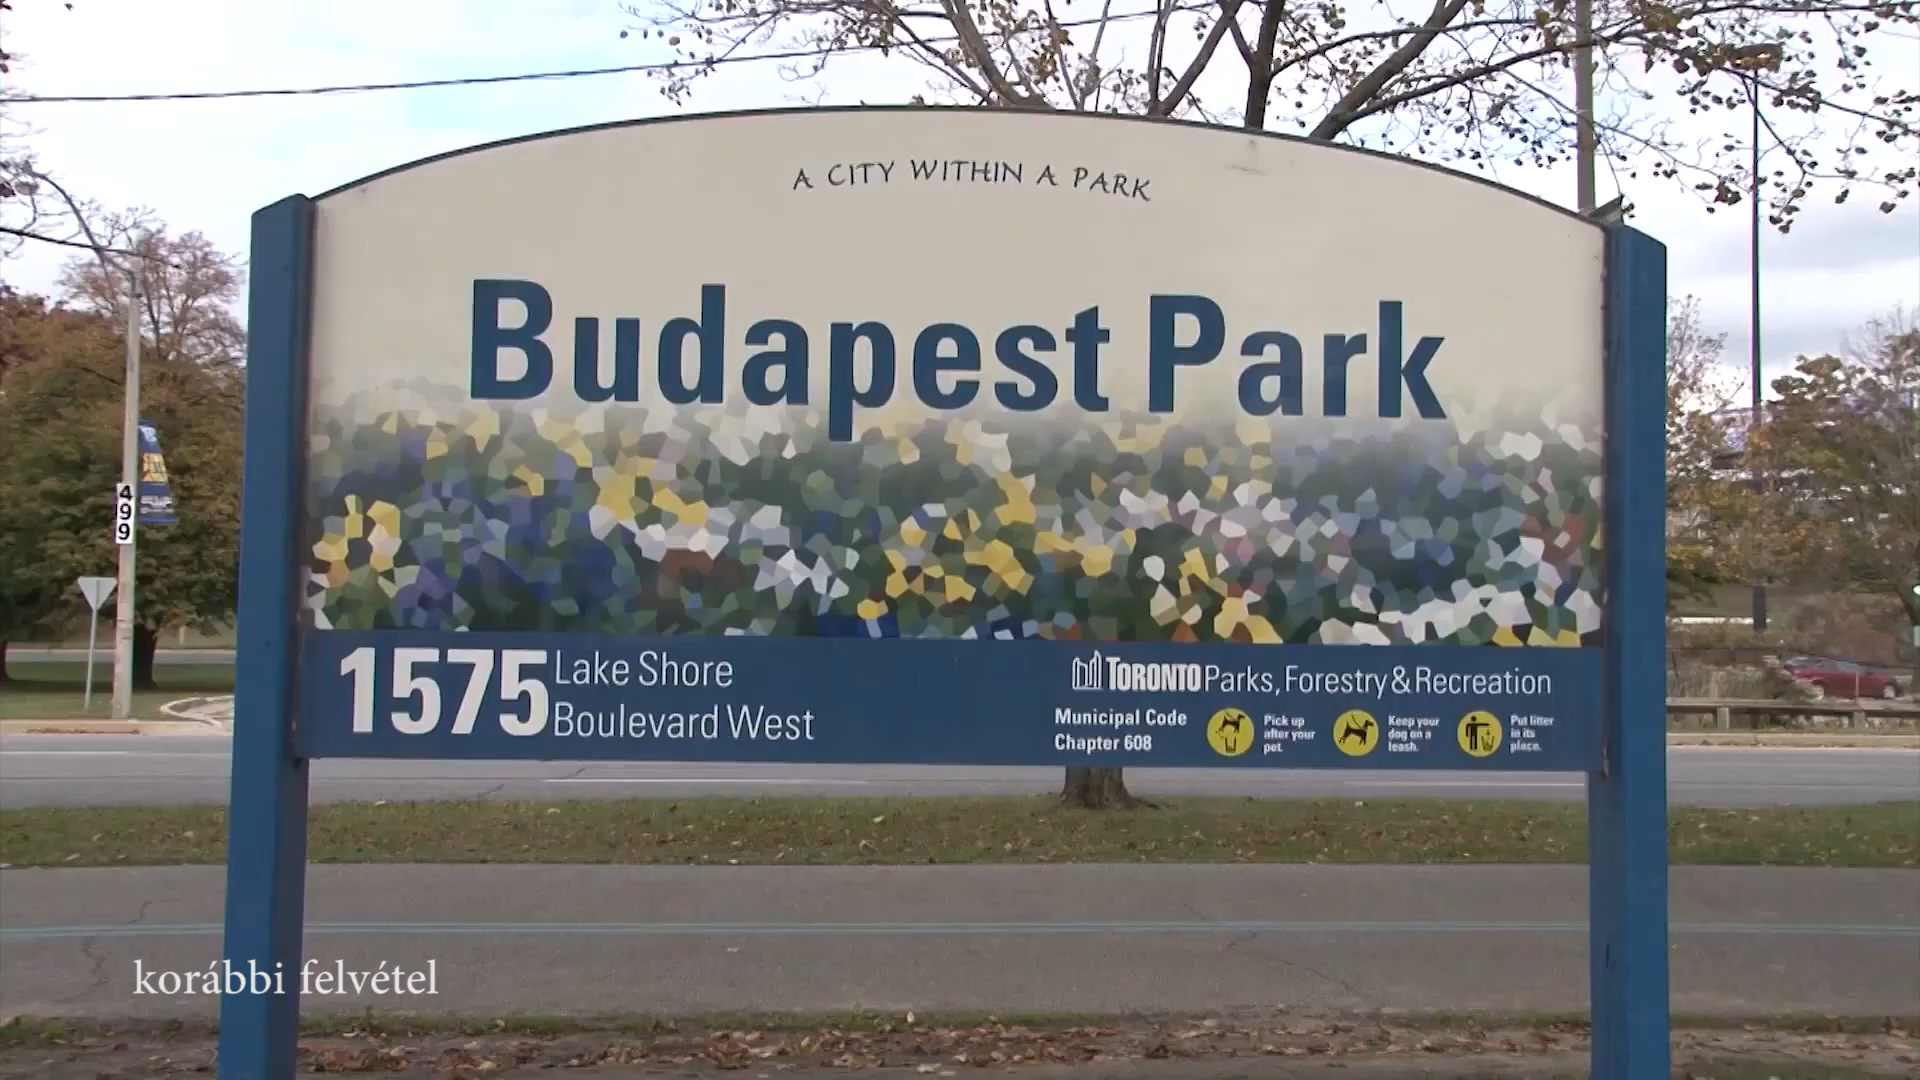 A CITY WITHIN A PARK
Budapest Park
499
1575 Lake Shore
Boulevard West
TORONTO Parks, Forestry & Recreation
Municipal Code
Chapter 608
Pick up
after your
pet.
Keep your
dog on a
leash.
Put litter
in its
place.
korábbi felvétel